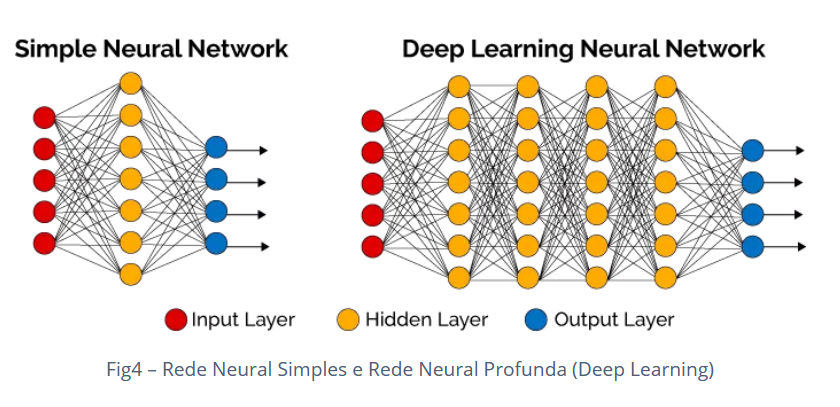 Simple Neural Network
Deep Learning Neural Network
Input Layer
Hidden Layer
Output Layer
Fig4 – Rede Neural Simples e Rede Neural Profunda (Deep Learning)